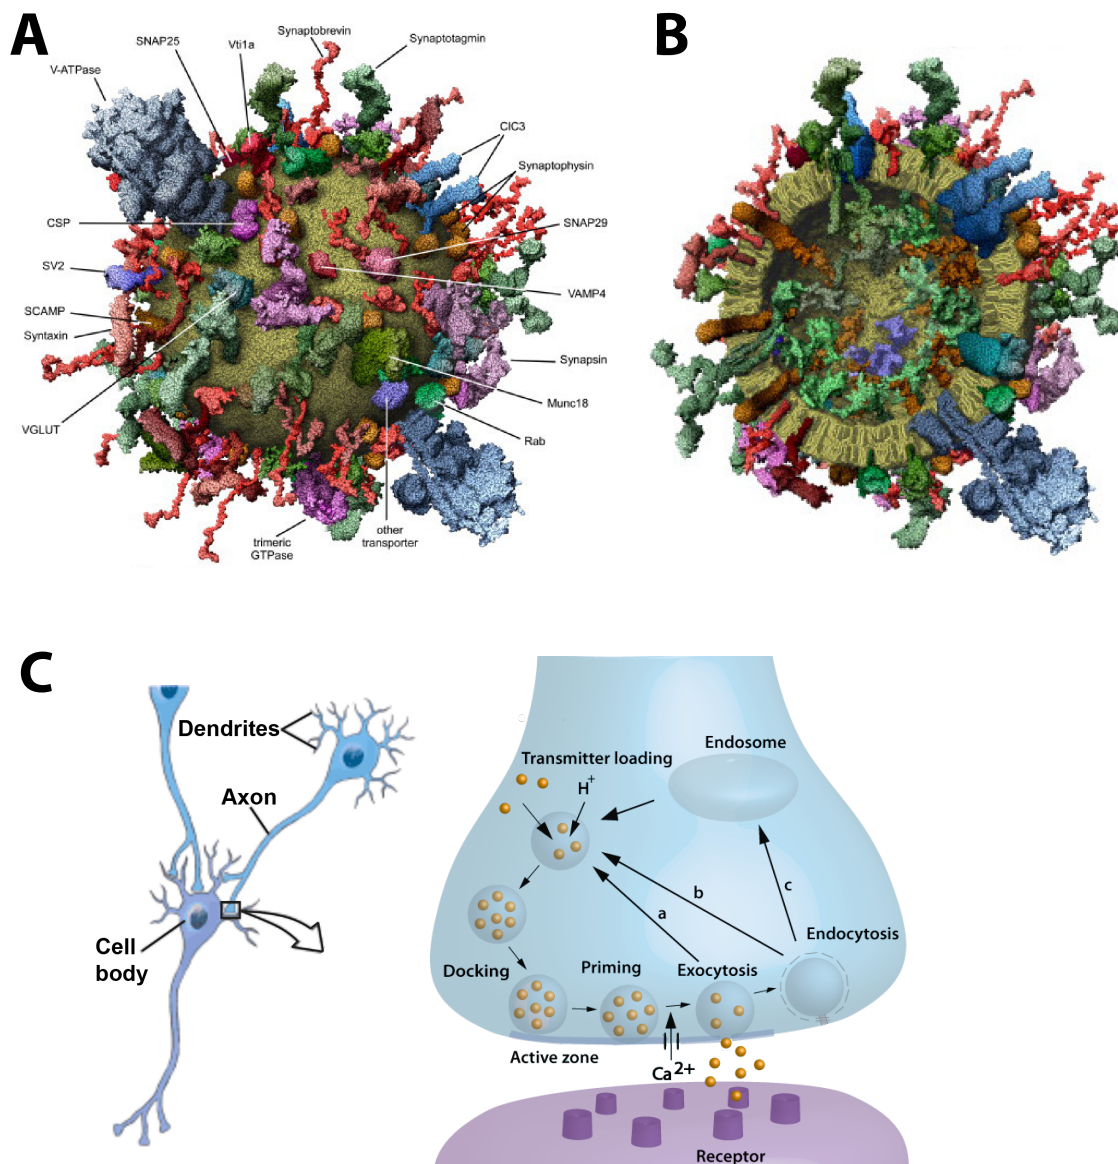 A
B
SNAP25
Vti1a
Synaptobrevin
Synaptotagmin
V-ATPase
ClC3
Synaptophysin
CSP
SNAP29
SV2
VAMP4
SCAMP
Syntaxin
Synapsin
Munc18
VGLUT
Rab
trimeric
GTPase
other
transporter
C
Dendrites
Axon
Cell
body
Transmitter loading
H+
Endosome
a
b
c
Endocytosis
Docking
Priming
Exocytosis
Active zone
Ca2+
Receptor